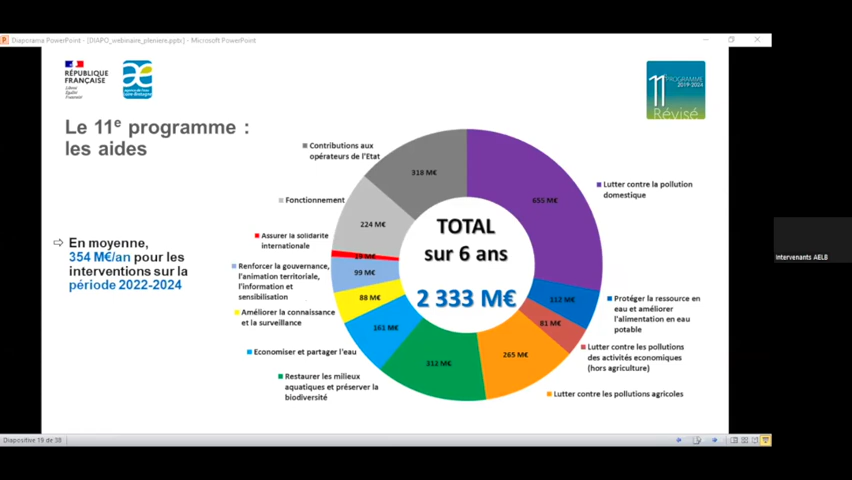 Diaporama PowerPoint - [DIAPO_webinaire_pleniere.pptx] - Microsoft PowerPoint
RÉPUBLIQUE
FRANÇAISE
Liberté
Égalité
Fraternité
11
PROGRAMME
2019-2024
Révisé
Le 11e programme :
les aides
En moyenne,
354 M€/an pour les
interventions sur la
période 2022-2024
TOTAL
sur 6 ans
2 333 M€
Contributions aux
opérateurs de l'Etat
318 M€
Lutter contre la pollution
domestique
655 M€
Fonctionnement
224 M€
Assurer la solidarité
internationale
19 M€
Renforcer la gouvernance,
l'animation territoriale,
l'information et
sensibilisation
99 M€
Améliorer la connaissance
et la surveillance
88 M€
Economiser et partager l'eau
Restaurer les milieux
aquatiques et préserver la
biodiversité
312 M€
Protéger la ressource en
eau et améliorer
l'alimentation en eau
potable
112 M€
Lutter contre les pollutions
des activités économiques
(hors agriculture)
81 M€
Lutter contre les pollutions agricoles
265 M€
Intervenants AELB
Diapositive 19 de 38